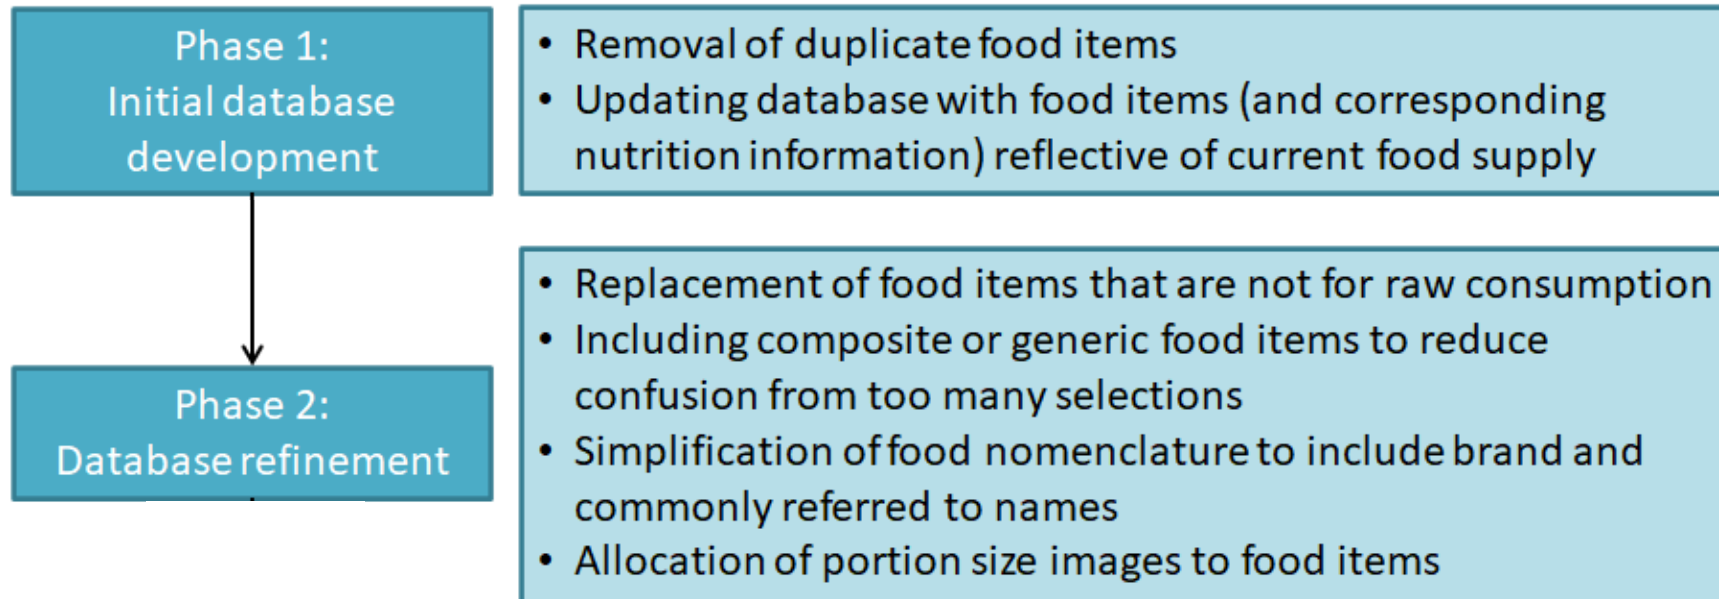 Phase 1:
Initial database
development
• Removal of duplicate food items
• Updating database with food items (and corresponding
nutrition information) reflective of current food supply
Phase 2:
Database refinement
• Replacement of food items that are not for raw consumption
• Including composite or generic food items to reduce
confusion from too many selections
• Simplification of food nomenclature to include brand and
commonly referred to names
• Allocation of portion size images to food items